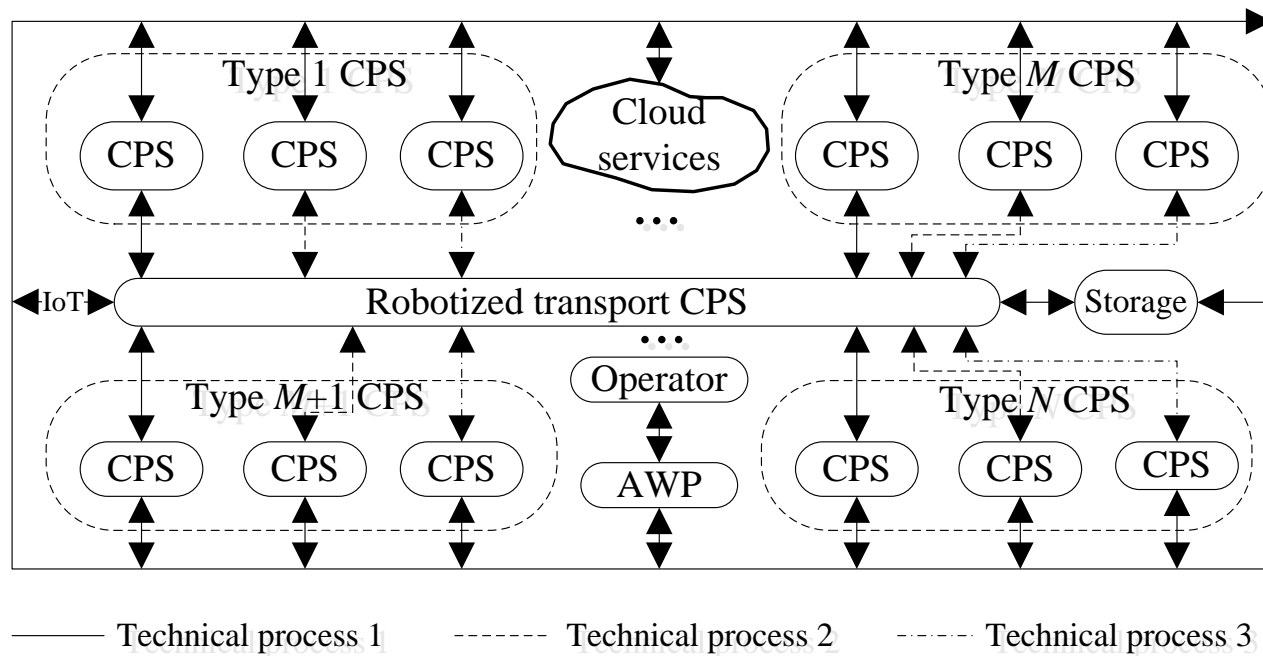 Type 1 CPS
Type M CPS
Cloud
services
CPS
CPS
CPS
CPS
CPS
CPS
...
IoT
Robotized transport CPS
Storage
...
Operator
Type M+1 CPS
Type N CPS
CPS
CPS
CPS
AWP
CPS
CPS
CPS
Technical process 1
Technical process 2
Technical process 3